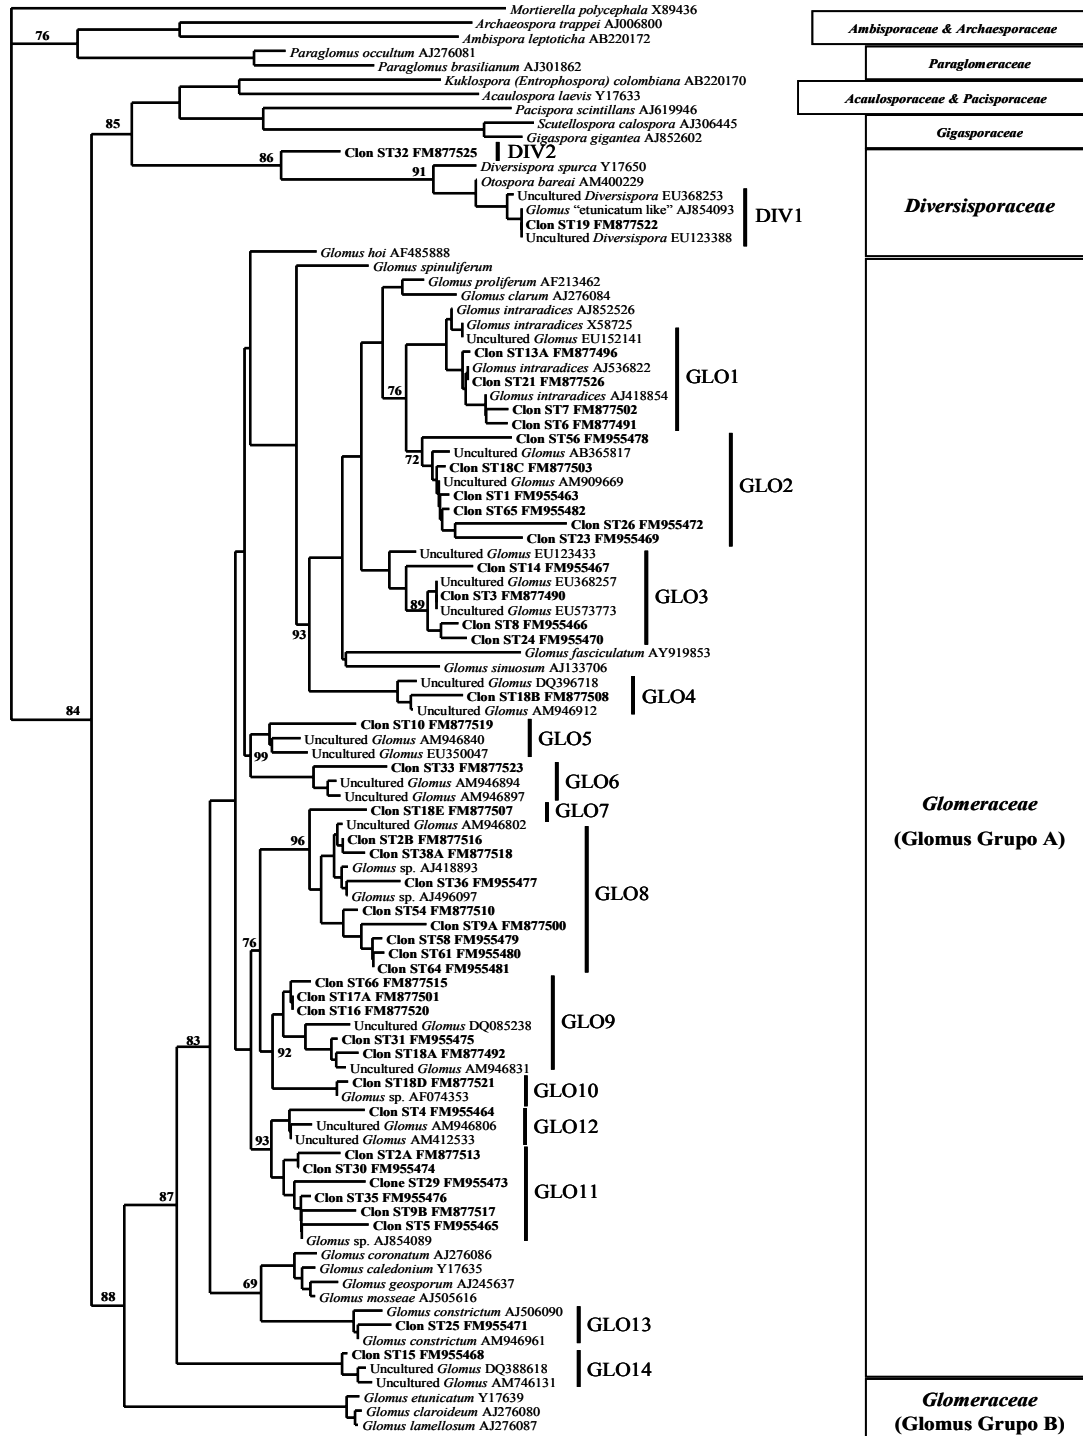 Mortierella polycephala X89436
Archaeospora trappei AJ006800
76
Ambispora leptoticha AB220172
Ambisporaceae & Archaesporaceae
Paraglomus occultum AJ276081
Paraglomus brasilianum AJ301862
Paraglomeraceae
Kuklospora (Entrophospora) colombiana AB220170
Acaulospora laevis Y17633
Acaulosporaceae & Pacisporaceae
Pacispora scintillans AJ619946
85
Scutellospora calospora AJ306445
Gigaspora gigantea AJ852602
Gigasporaceae
86
Clon ST32 FM877525
DIV2
91
Diversispora spurca Y17650
Otospora bareai AM400229
Uncultured Diversispora EU368253
Glomus “etunicatum like” AJ854093
Clon ST19 FM877522
Uncultured Diversispora EU123388
DIV1
Diversisporaceae
Glomus hoi AF485888
Glomus spinuliferum
Glomus proliferum AF213462
Glomus clarum AJ276084
Glomus intraradices AJ852526
Glomus intraradices X58725
Uncultured Glomus EU152141
Clon ST13A FM877496
Glomus intraradices AJ536822
Clon ST21 FM877526
76
Glomus intraradices AJ418854
Clon ST7 FM877502
Clon ST6 FM877491
GLO1
Clon ST56 FM955478
72
Uncultured Glomus AB365817
Clon ST18C FM877503
Uncultured Glomus AM909669
Clon ST1 FM955463
Clon ST65 FM955482
Clon ST26 FM955472
Clon ST23 FM955469
GLO2
Uncultured Glomus EU123433
Clon ST14 FM955467
Uncultured Glomus EU368257
Clon ST3 FM877490
89
Uncultured Glomus EU573773
Clon ST8 FM955466
Clon ST24 FM955470
GLO3
93
Glomus fasciculatum AY919853
Glomus sinuosum AJ133706
Uncultured Glomus DQ396718
Clon ST18B FM877508
Uncultured Glomus AM946912
GLO4
84
Clon ST10 FM877519
Uncultured Glomus AM946840
99
Uncultured Glomus EU350047
GLO5
Clon ST33 FM877523
Uncultured Glomus AM946894
Uncultured Glomus AM946897
GLO6
Clon ST18E FM877507
GLO7
Glomeraceae
(Glomus Grupo A)
96
Uncultured Glomus AM946802
Clon ST2B FM877516
Clon ST38A FM877518
Glomus sp. AJ418893
Clon ST36 FM955477
Glomus sp. AJ496097
Clon ST54 FM877510
Clon ST9A FM877500
Clon ST58 FM955479
Clon ST61 FM955480
Clon ST64 FM955481
GLO8
76
Clon ST66 FM877515
Clon ST17A FM877501
Clon ST16 FM877520
Uncultured Glomus DQ085238
Clon ST31 FM955475
92
Clon ST18A FM877492
Uncultured Glomus AM946831
GLO9
83
Clon ST18D FM877521
Glomus sp. AF074353
GLO10
Clon ST4 FM955464
Uncultured Glomus AM946806
Uncultured Glomus AM412533
GLO12
93
Clon ST2A FM877513
Clon ST30 FM955474
Clone ST29 FM955473
Clon ST35 FM955476
Clon ST9B FM877517
Clon ST5 FM955465
Glomus sp. AJ854089
GLO11
87
Glomus coronatum AJ276086
Glomus caledonium Y17635
69
Glomus geosporum AJ245637
Glomus mosseae AJ505616
88
Glomus constrictum AJ506090
Clon ST25 FM955471
Glomus constrictum AM946961
GLO13
Clon ST15 FM955468
Uncultured Glomus DQ388618
Uncultured Glomus AM746131
GLO14
Glomus etunicatum Y17639
Glomus claroideum AJ276080
Glomus lamellosum AJ276087
Glomeraceae
(Glomus Grupo B)